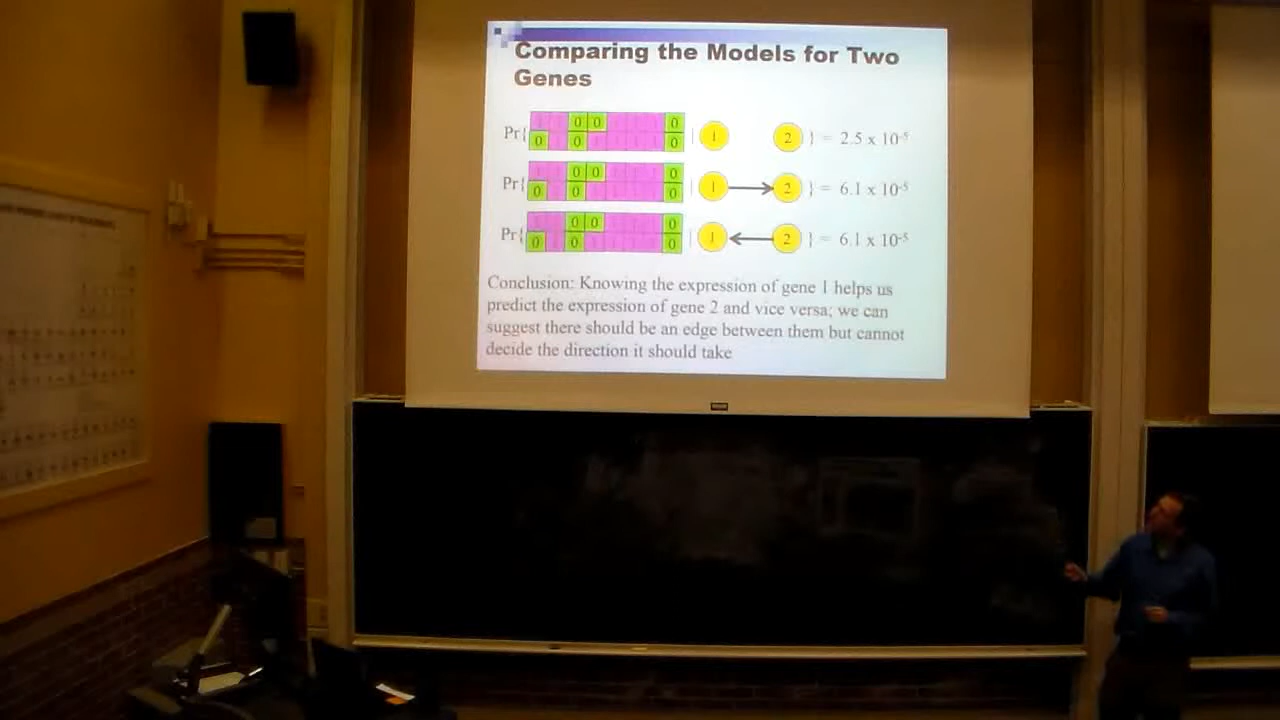 Comparing the Models for Two
Genes
Pr{ 0 0 0 | 1 2 } = 2.5 x 10-5
0 0 0
Pr{ 0 0 0 | 1 2 } = 6.1 x 10-5
0 0 0
Pr{ 0 0 0 | 1 2 } = 6.1 x 10-5
0 0 0
Conclusion: Knowing the expression of gene 1 helps us
predict the expression of gene 2 and vice versa; we can
suggest there should be an edge between them but cannot
decide the direction it should take